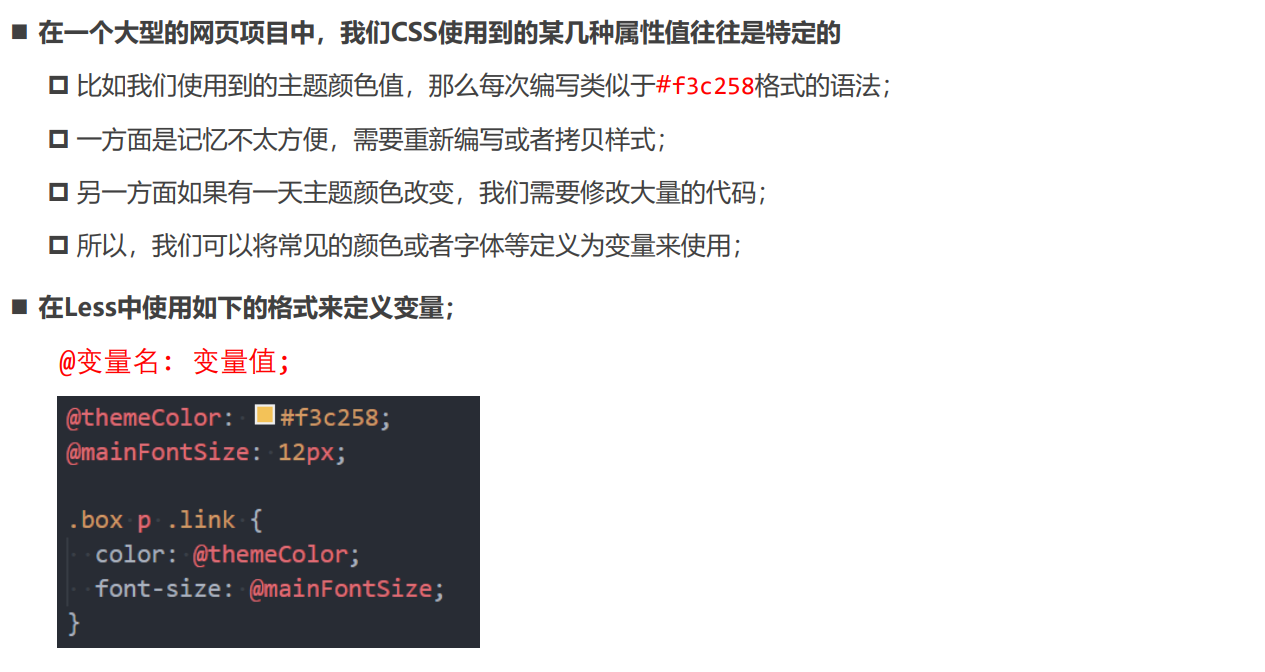 在一个大型的网页项目中，我们CSS使用到的某几种属性值往往是特定的
比如我们使用到的主题颜色值，那么每次编写类似于#f3c258格式的语法；
一方面是记忆不太方便，需要重新编写或者拷贝样式；
另一方面如果有一天主题颜色改变，我们需要修改大量的代码；
所以，我们可以将常见的颜色或者字体等定义为变量来使用；
在Less中使用如下的格式来定义变量；
@变量名: 变量值;
@themeColor: #f3c258;
@mainFontSize: 12px;
.box p .link {
color: @themeColor;
font-size: @mainFontSize;
}